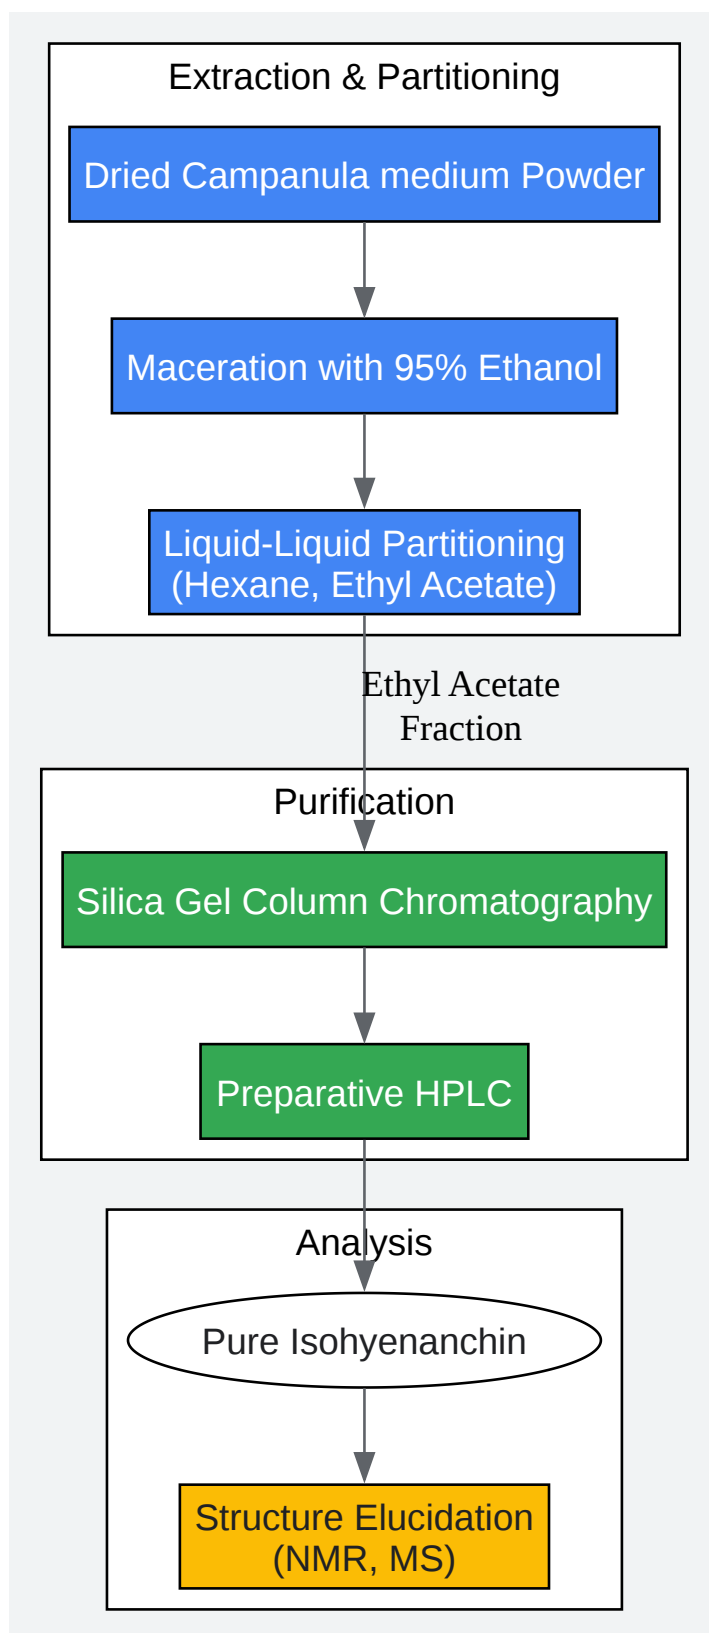 Extraction & Partitioning
Dried Campanula medium Powder
Maceration with 95% Ethanol
Liquid-Liquid Partitioning
(Hexane, Ethyl Acetate)
Ethyl Acetate
Fraction
Purification
Silica Gel Column Chromatography
Preparative HPLC
Analysis
Pure Isohyenanchin
Structure Elucidation
(NMR, MS)